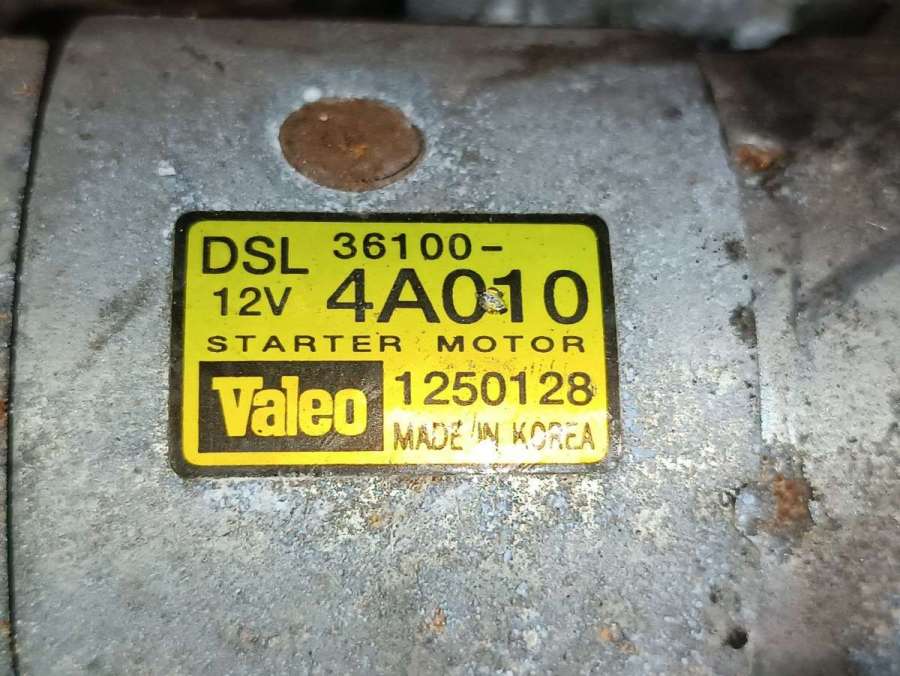 DSL 36100-
12V 4A010
STARTER MOTOR
Valeo 1250128
MADE IN KOREA